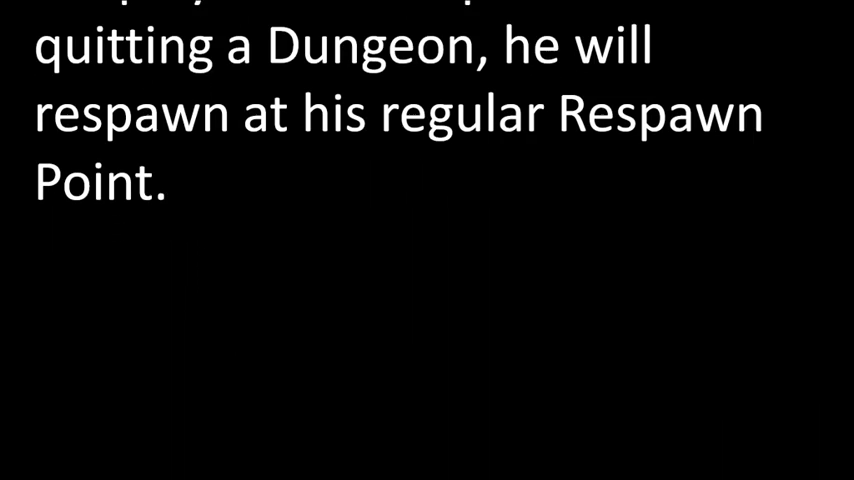 quitting a Dungeon, he will
respawn at his regular Respawn
Point.